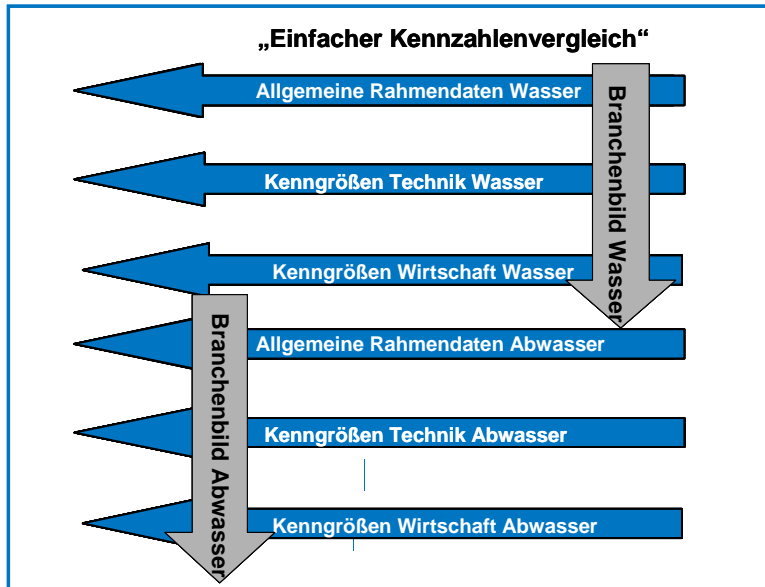 „Einfacher Kennzahlenvergleich“
Allgemeine Rahmendaten Wasser
Kenngrößen Technik Wasser
Kenngrößen Wirtschaft Wasser
Branchenbild Wasser
Allgemeine Rahmendaten Abwasser
Kenngrößen Technik Abwasser
Kenngrößen Wirtschaft Abwasser
Branchenbild Abwasser